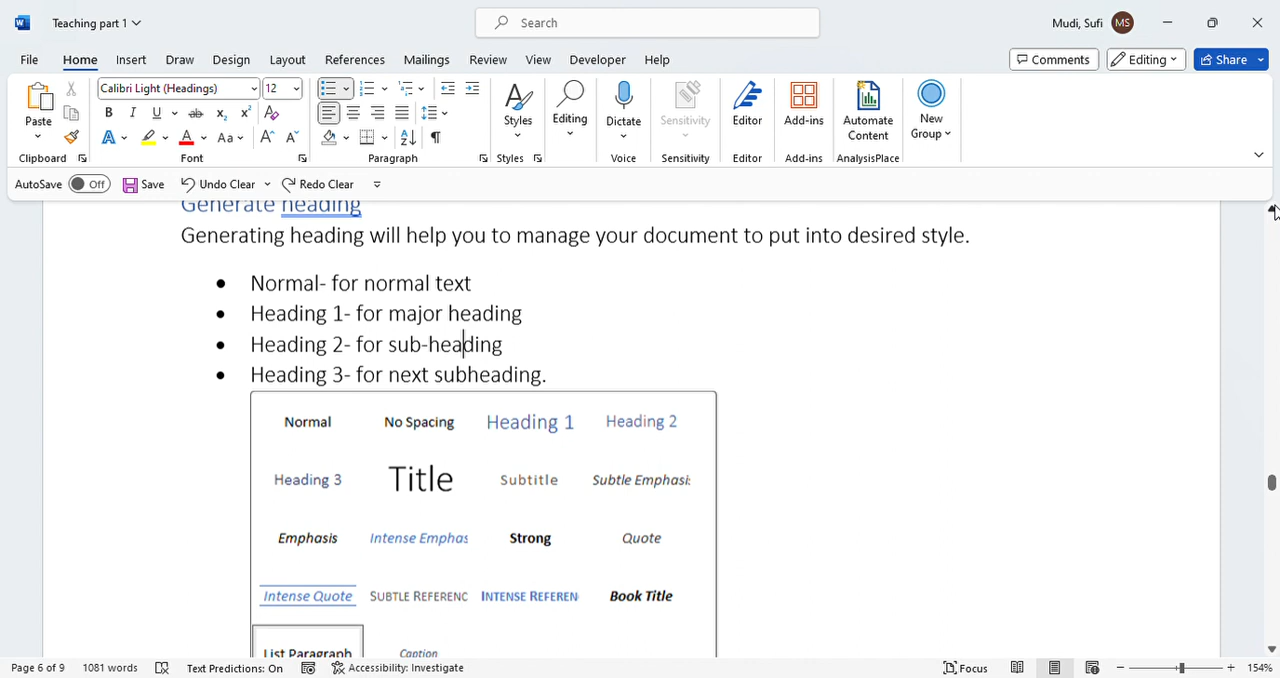 Teaching part 1
Search
Mudi, Sufi MS
File Home Insert Draw Design Layout References Mailings Review View Developer Help
Comments Editing Share
Calibri Light (Headings) 12
Paste
Styles Editing Dictate Sensitivity Editor Add-ins Automate Content New Group
Clipboard Font Paragraph Styles Voice Sensitivity Editor Add-ins AnalysisPlace
AutoSave Off Save Undo Clear Redo Clear
Generate heading
Generating heading will help you to manage your document to put into desired style.
• Normal- for normal text
• Heading 1- for major heading
• Heading 2- for sub-heading
• Heading 3- for next subheading.
Normal No Spacing Heading 1 Heading 2
Heading 3 Title Subtitle Subtle Emphasi
Emphasis Intense Emphas Strong Quote
Intense Quote SUBTLE REFERENC INTENSE REFEREN Book Title
List Paragraph Caption
Page 6 of 9 1081 words Text Predictions: On Accessibility: Investigate Focus 154%